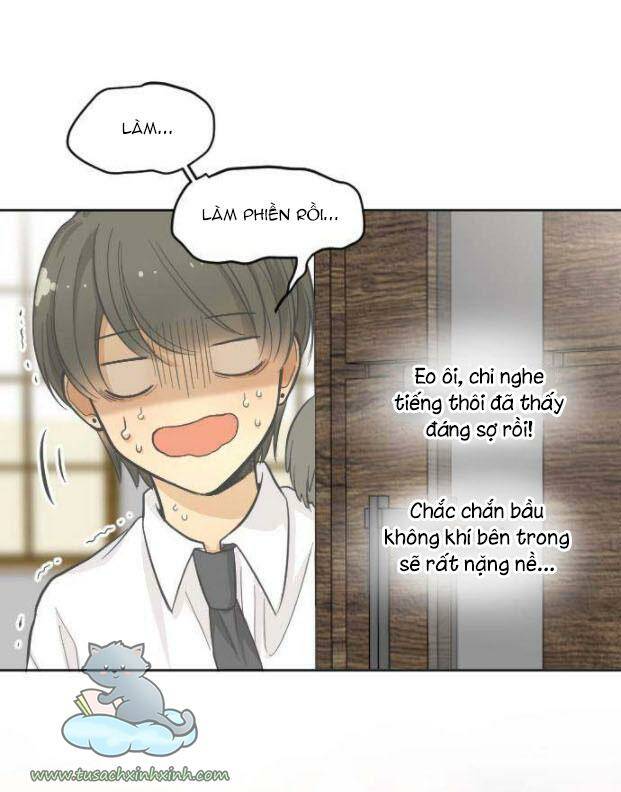 LÀM...
LÀM PHIỀN RỒI...
Eo ôi, chỉ nghe
tiếng thôi đã thấy
đáng sợ rồi!
Chắc chắn bầu
không khí bên trong
sẽ rất nặng nề...
www.tusachxinhxinh.com